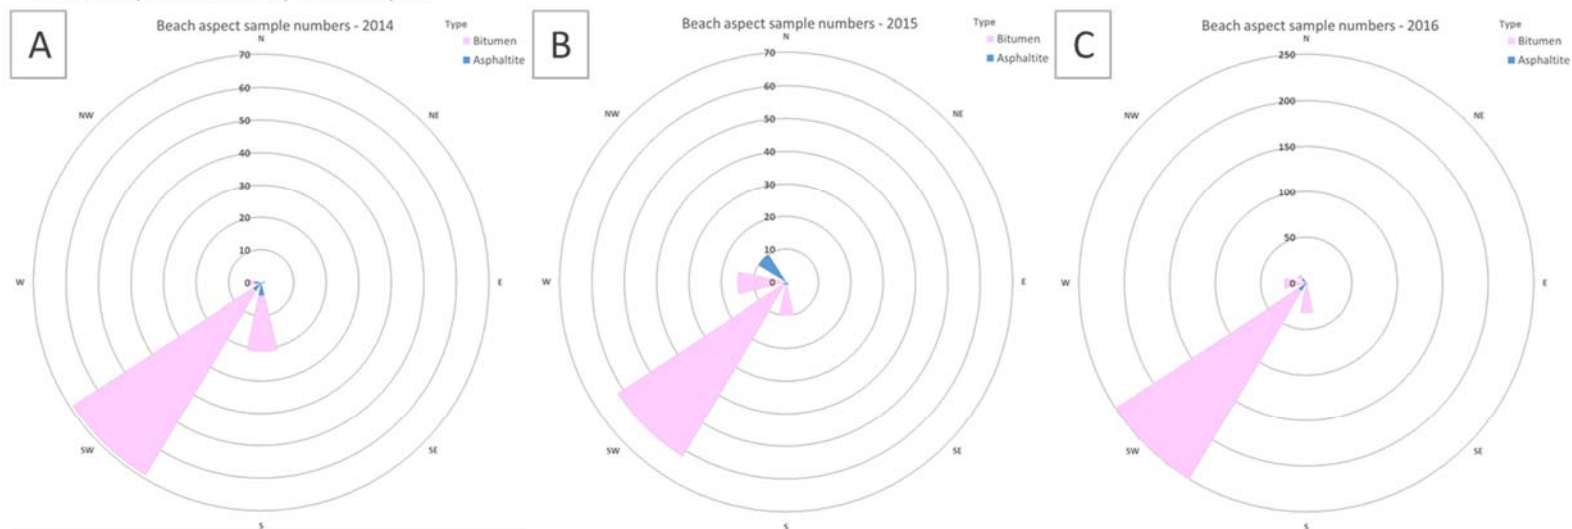 A
Beach aspect sample numbers - 2014
Type
Bitumen
Asphaltite
N
NE
E
SE
S
SW
W
NW
70
60
50
40
30
20
10
0
B
Beach aspect sample numbers - 2015
Type
Bitumen
Asphaltite
N
NE
E
SE
S
SW
W
NW
70
60
50
40
30
20
10
0
C
Beach aspect sample numbers - 2016
Type
Bitumen
Asphaltite
N
NE
E
SE
S
SW
W
NW
250
200
150
100
50
0